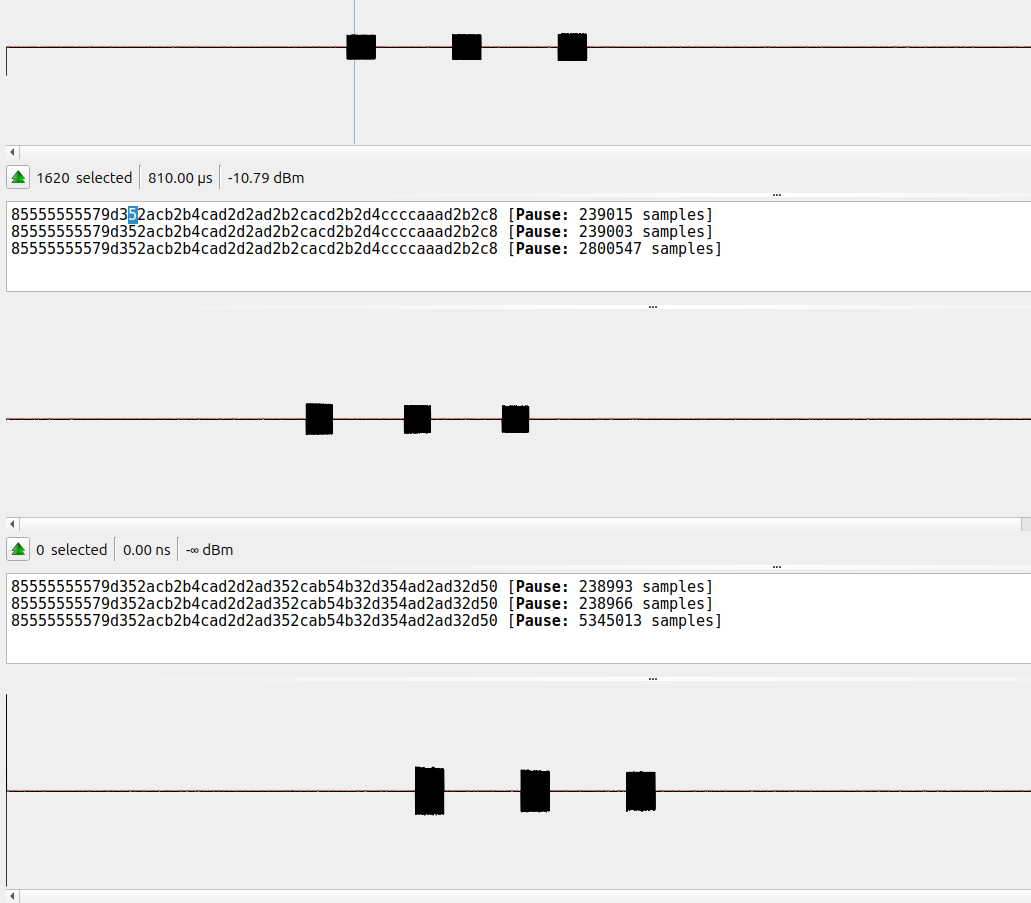 1620 selected 810.00 µs -10.79 dBm
85555555579d352acb2b4cad2d2ad2b2cacd2b2d4ccccaaad2b2c8 [Pause: 239015 samples]
85555555579d352acb2b4cad2d2ad2b2cacd2b2d4ccccaaad2b2c8 [Pause: 239003 samples]
85555555579d352acb2b4cad2d2ad2b2cacd2b2d4ccccaaad2b2c8 [Pause: 2800547 samples]
0 selected 0.00 ns -∞ dBm
85555555579d352acb2b4cad2d2ad352cab54b32d354ad2ad32d50 [Pause: 238993 samples]
85555555579d352acb2b4cad2d2ad352cab54b32d354ad2ad32d50 [Pause: 238966 samples]
85555555579d352acb2b4cad2d2ad352cab54b32d354ad2ad32d50 [Pause: 5345013 samples]